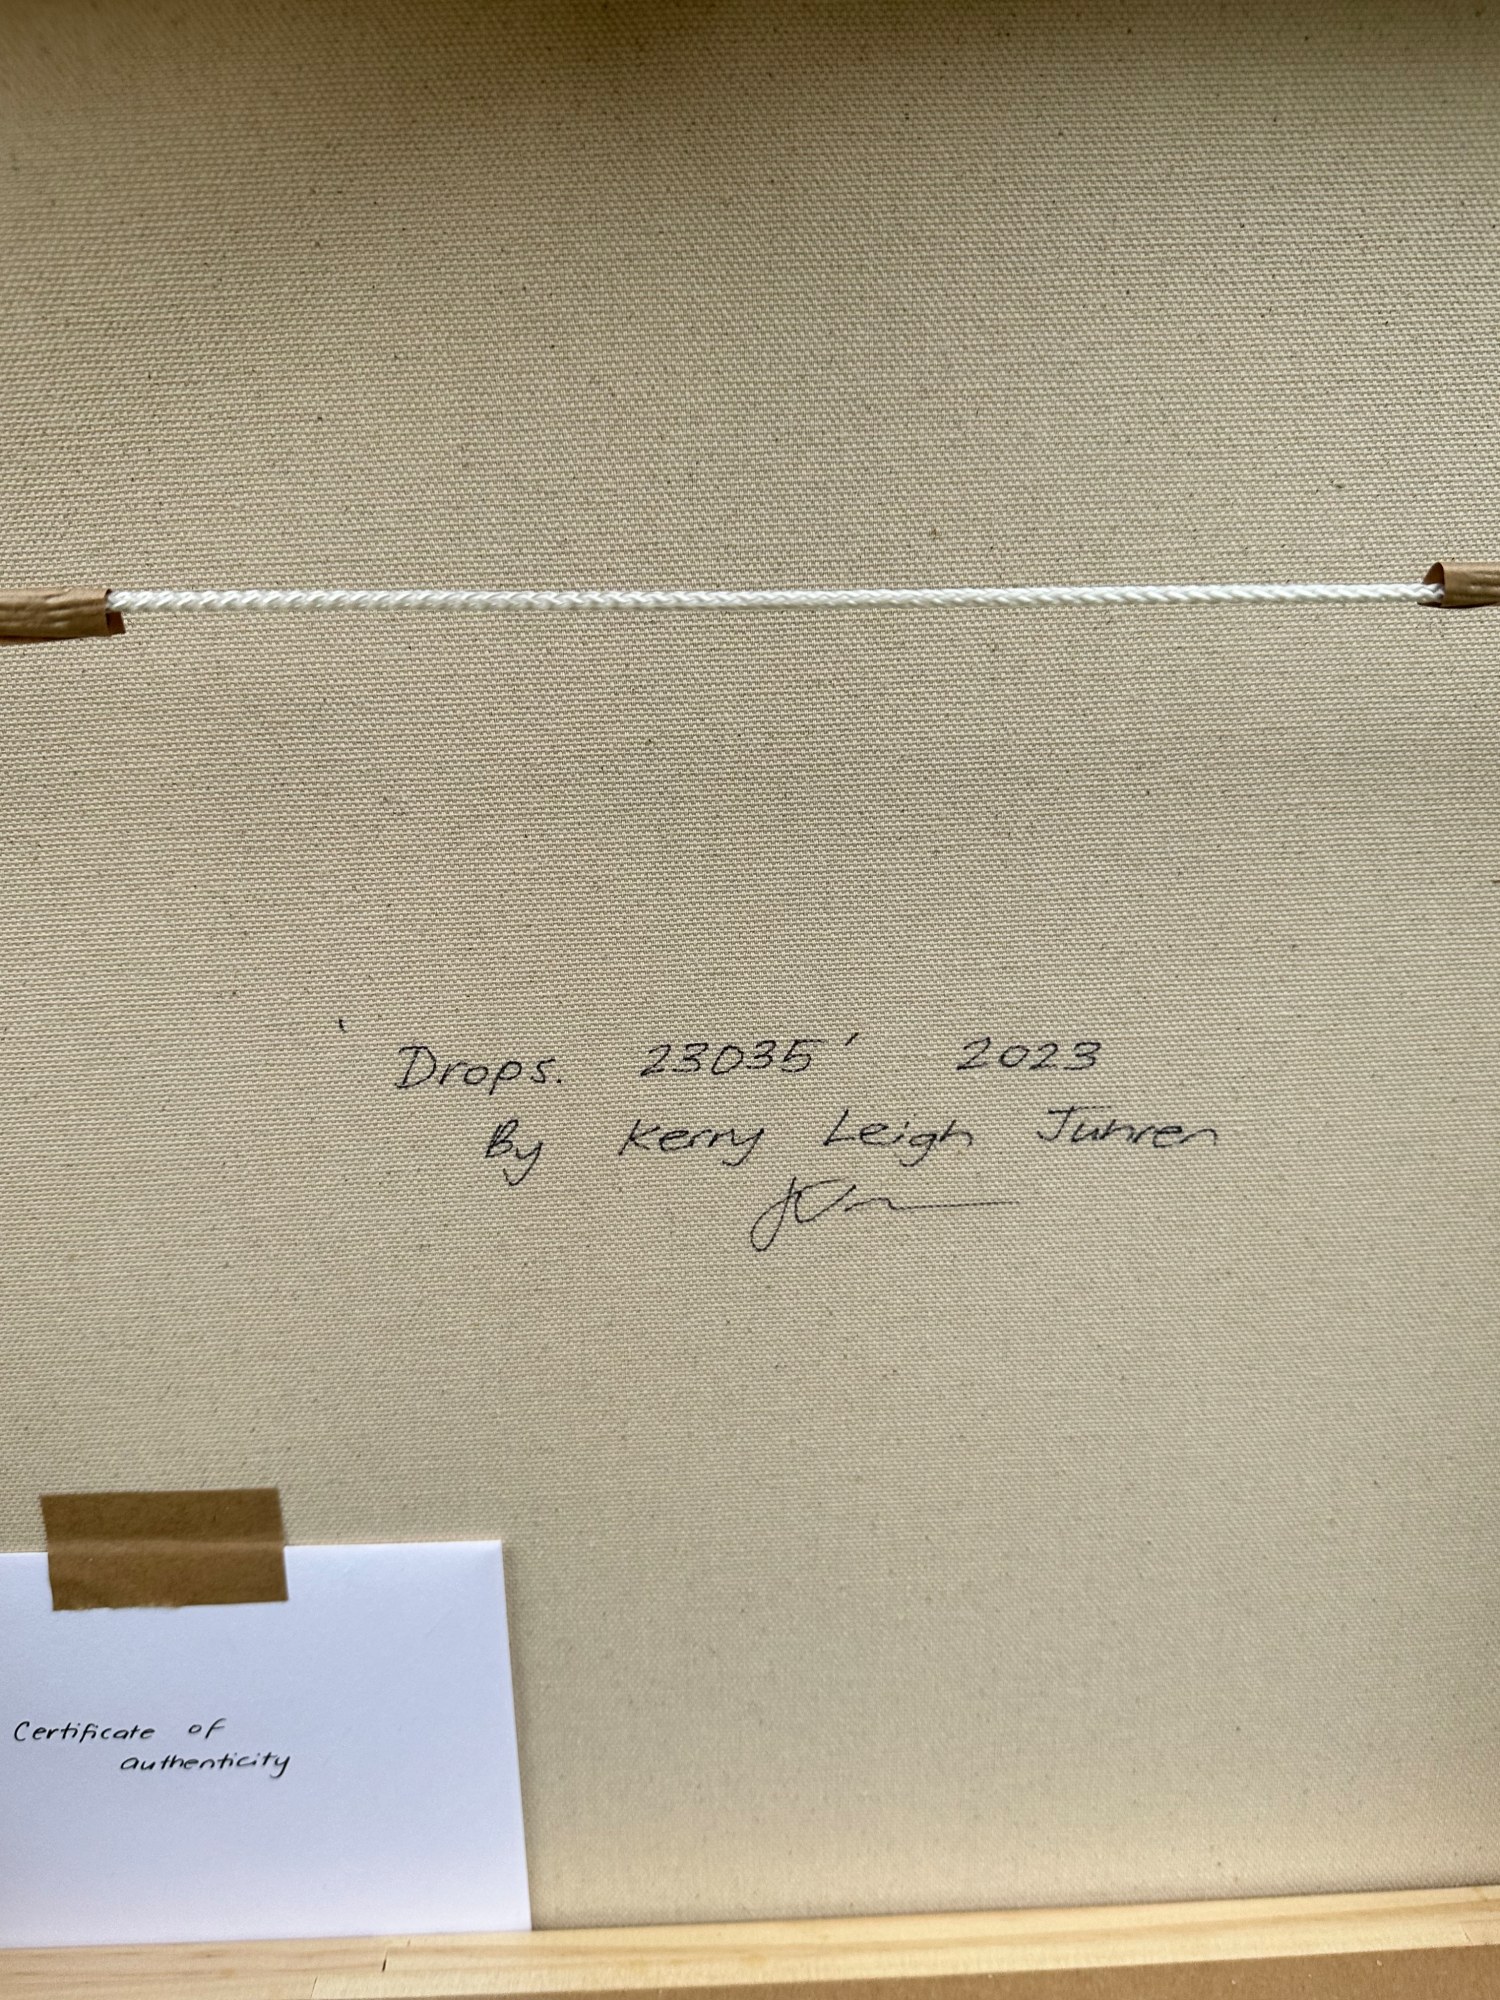 'Drops. 23035' 2023
By Kerry Leigh Juhren
Certificate of
authenticity